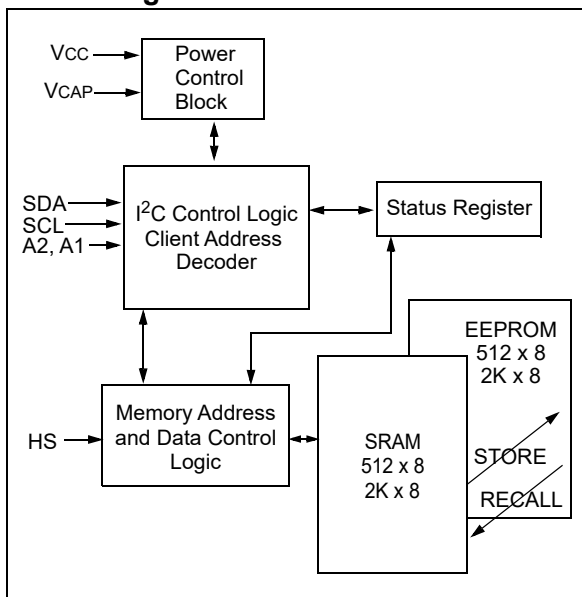 VCC
VCAP
Power
Control
Block
SDA
SCL
A2, A1
I²C Control Logic
Client Address
Decoder
Status Register
HS
Memory Address
and Data Control
Logic
SRAM
512 x 8
2K x 8
EEPROM
512 x 8
2K x 8
STORE
RECALL